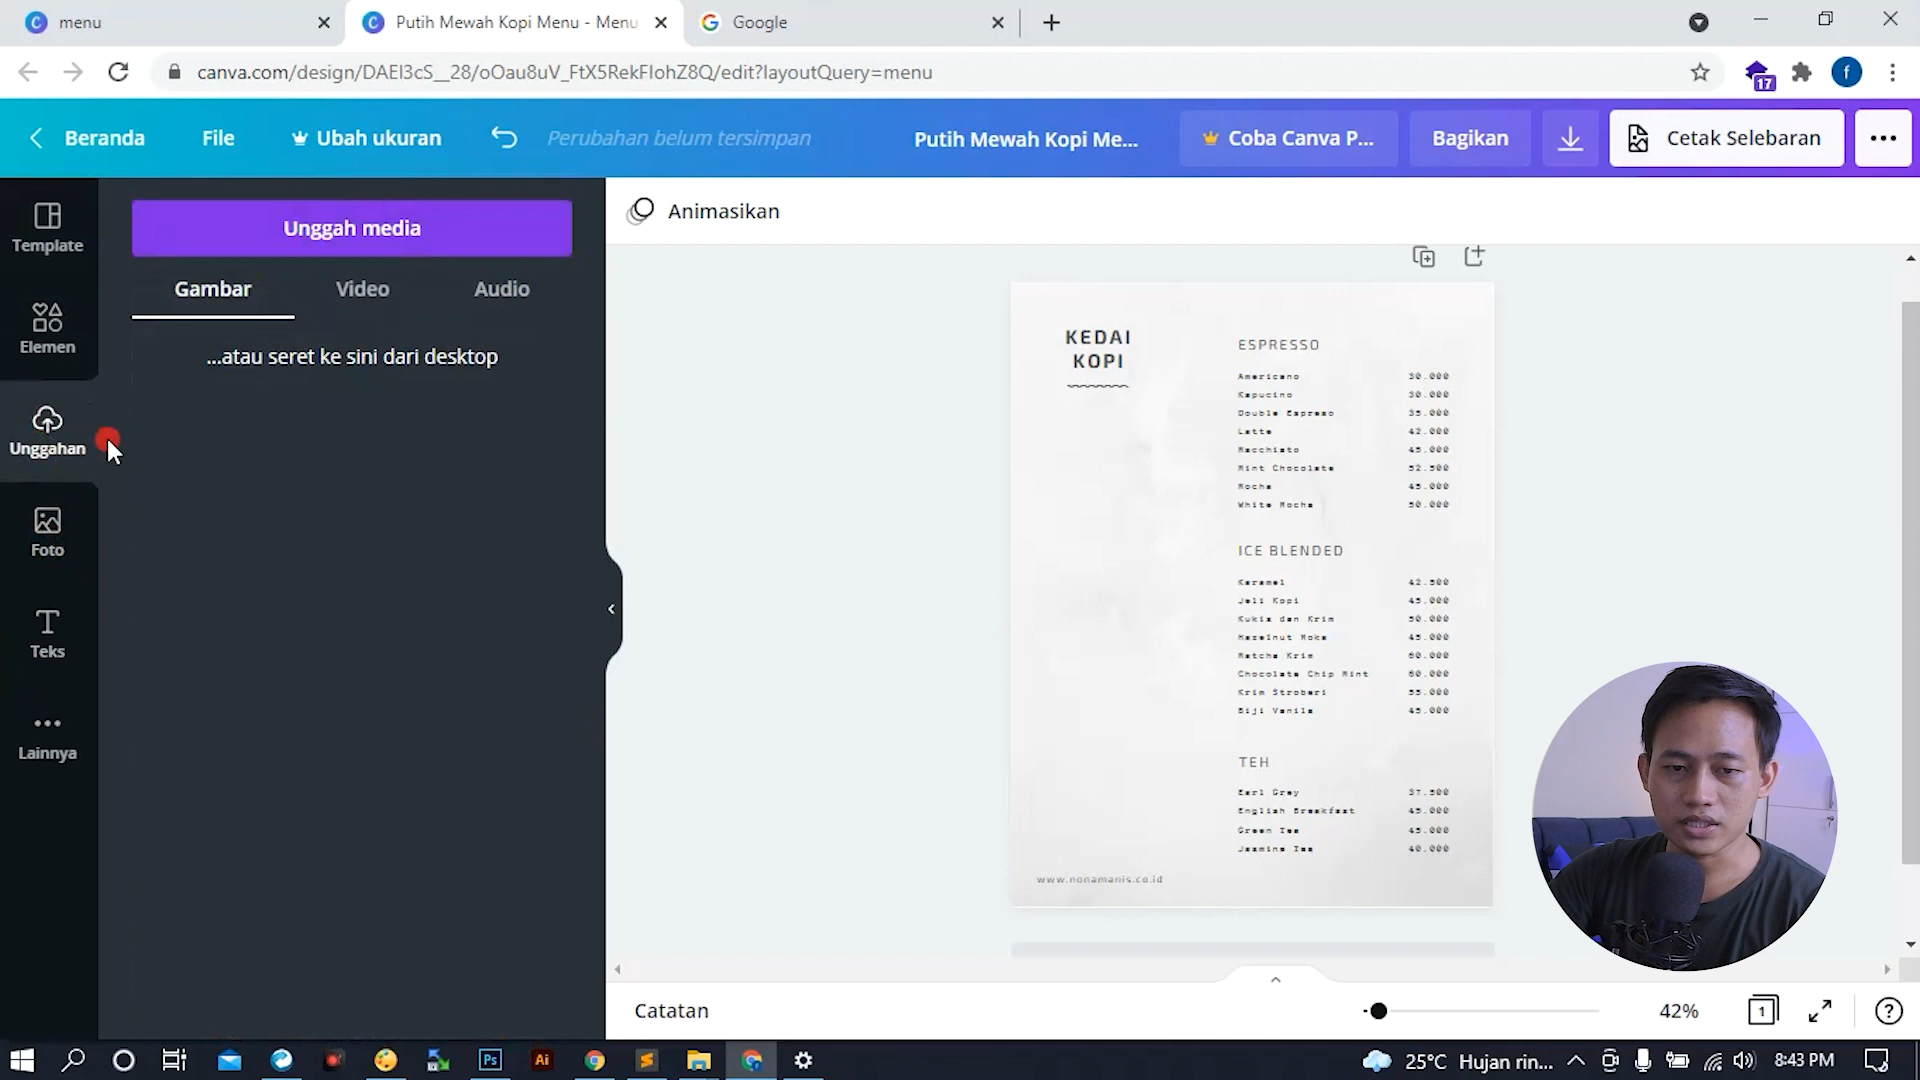 menu
Putih Mewah Kopi Menu - Menu
Google
canva.com/design/DAEl3cS__28/oOau8uV_FtX5RekFIohZ8Q/edit?layoutQuery=menu
17
f
Beranda
File
Ubah ukuran
Perubahan belum tersimpan
Putih Mewah Kopi Me...
Coba Canva P...
Bagikan
Cetak Selebaran
Template
Elemen
Unggahan
Foto
Teks
Lainnya
Unggah media
Gambar
Video
Audio
...atau seret ke sini dari desktop
Animasikan
KEDAI
KOPI
ESPRESSO
Americano 30.000
Kapucino 30.000
Double Espreso 35.000
Latte 42.000
Macchiato 45.000
Mint Chocolate 52.500
Mocha 45.000
White Mocha 50.000
ICE BLENDED
Karamel 42.500
Jeli Kopi 45.000
Kukis dan Krim 50.000
Hazelnut Moka 45.000
Matcha Krim 60.000
Chocolate Chip Mint 60.000
Krim Stroberi 55.000
Biji Vanila 45.000
TEH
Earl Grey 37.500
English Breakfast 45.000
Green Tea 45.000
Jasmine Tea 40.000
www.nonamanis.co.id
Catatan
42%
1
?
Ps
Ai
25°C Hujan rin...
8:43 PM